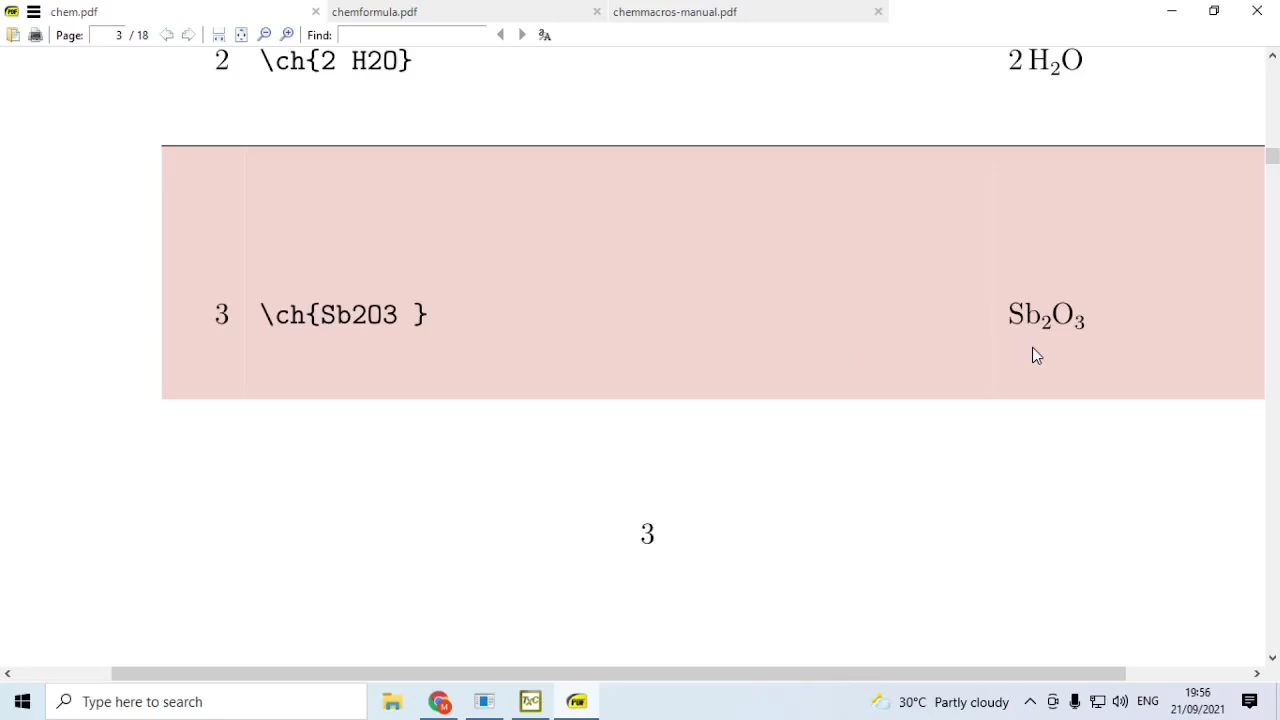 chem.pdf chemformula.pdf chemmacros-manual.pdf
Page: 3 / 18 Find:
2 \ch{2 H2O} 2 H₂O
3 \ch{Sb2O3 } Sb₂O₃
3
Type here to search 30°C Partly cloudy ENG 19:56
21/09/2021